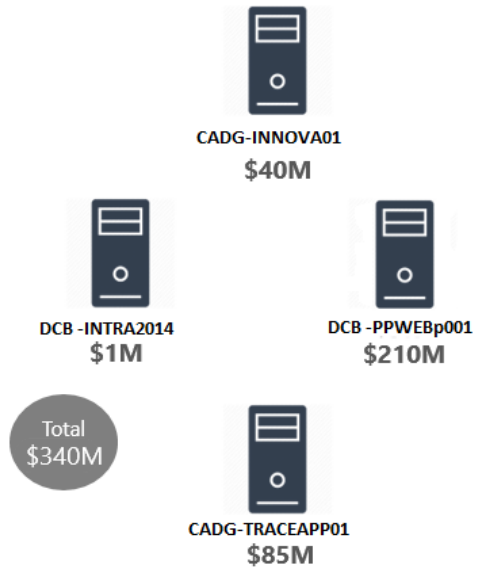 CADG-INNOVA01
$40M
DCB -INTRA2014
$1M
DCB -PPWEBp001
$210M
Total
$340M
CADG-TRACEAPP01
$85M